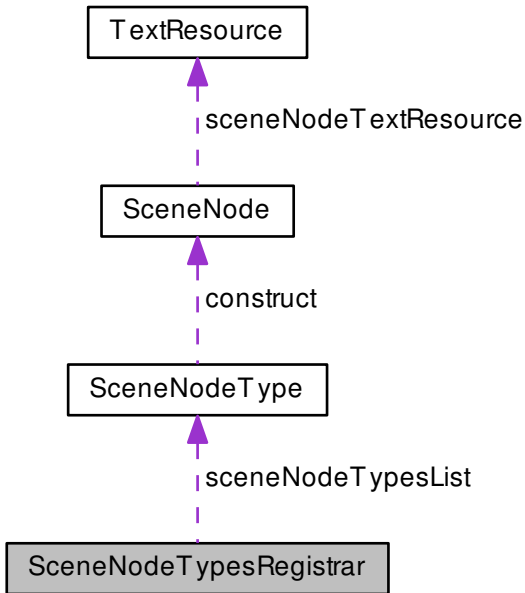 TextResource
sceneNodeTextResource
SceneNode
construct
SceneNodeType
sceneNodeTypesList
SceneNodeTypesRegistrar